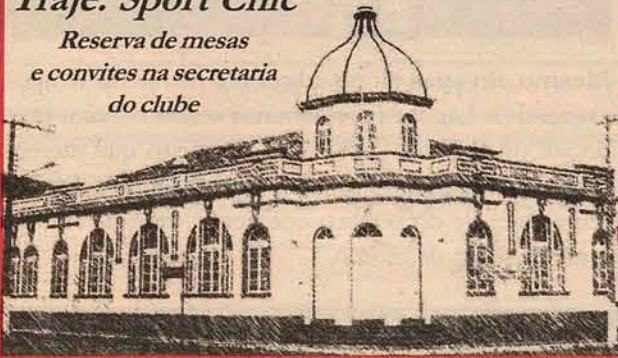 Traje: Sport Chic
Reserva de mesas
e convites na secretaria
do clube